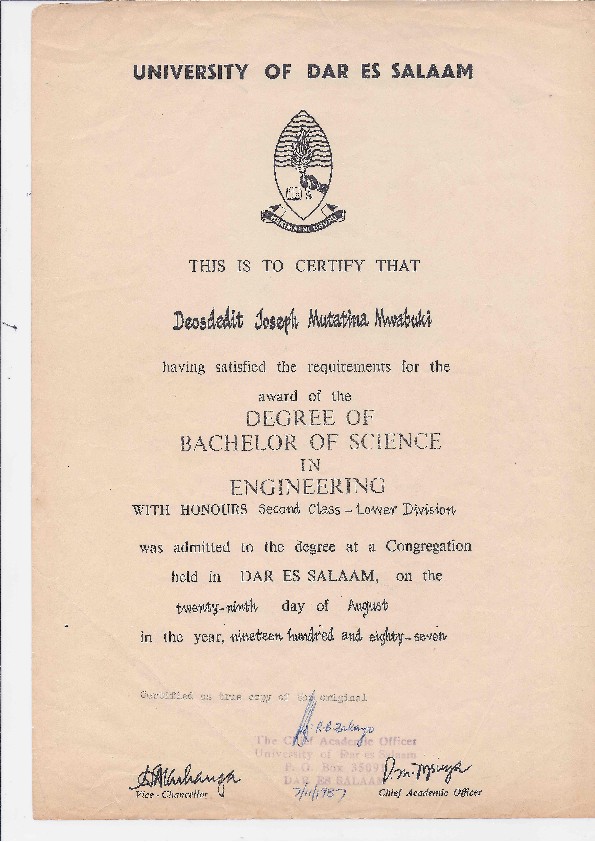 UNIVERSITY OF DAR ES SALAAM
HEKIMA NI UHURU
THIS IS TO CERTIFY THAT
Deosdedit Joseph Mutatina Mwabuki
having satisfied the requirements for the
award of the
DEGREE OF
BACHELOR OF SCIENCE
IN
ENGINEERING
WITH HONOURS Second Class - Lower Division
was admitted to the degree at a Congregation
held in DAR ES SALAAM, on the
twenty-ninth day of August
in the year, nineteen hundred and eighty-seven
Certified as true copy of the original
The Chief Academic Officer
University of Dar es Salaam
P. O. Box 35091
DAR ES SALAAM
7/11/1987
Vice-Chancellor
Chief Academic Officer